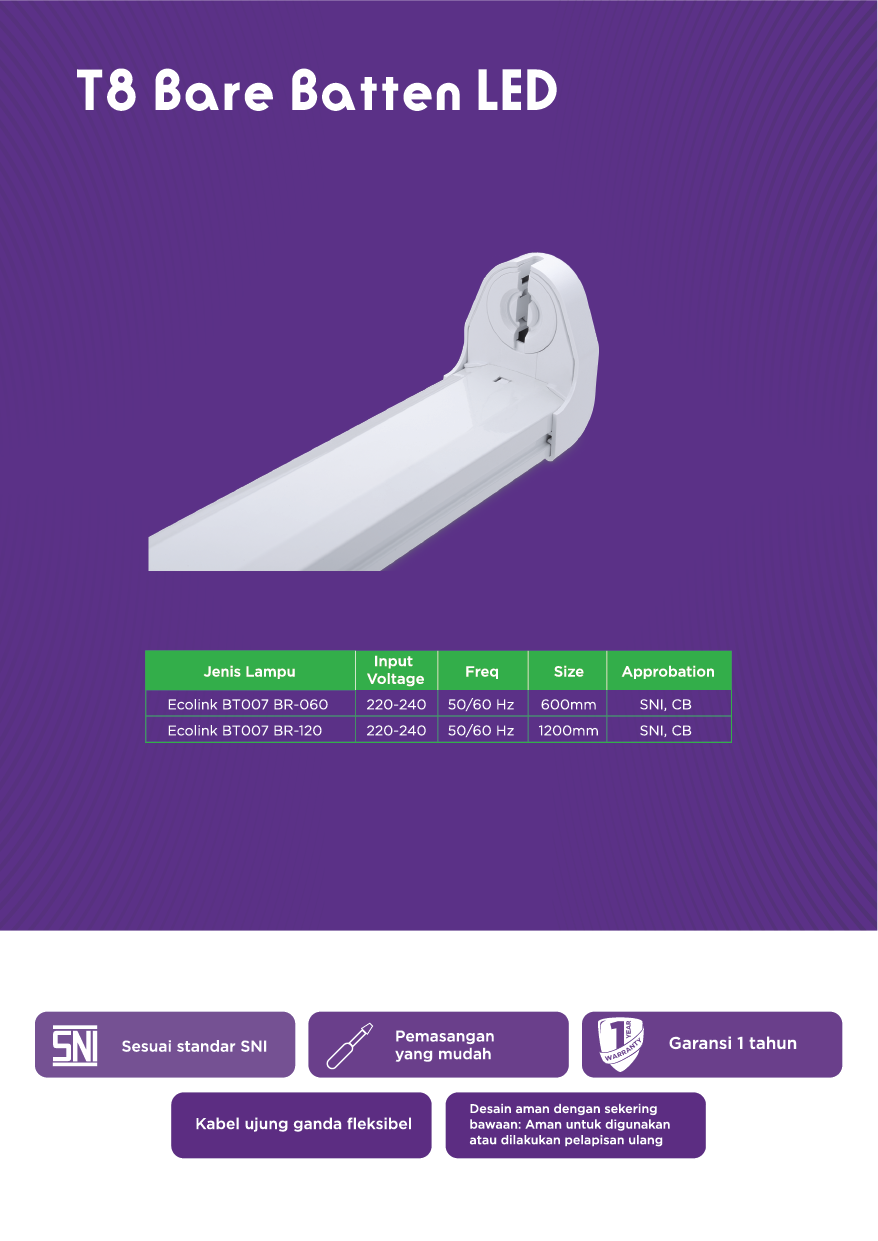 T8 Bare Batten LED
Jenis Lampu Input Voltage Freq Size Approbation
Ecolink BT007 BR-060 220-240 50/60 Hz 600mm SNI, CB
Ecolink BT007 BR-120 220-240 50/60 Hz 1200mm SNI, CB
SNI
Sesuai standar SNI
Pemasangan
yang mudah
1 YEAR
WARRANTY
Garansi 1 tahun
Kabel ujung ganda fleksibel
Desain aman dengan sekering
bawaan: Aman untuk digunakan
atau dilakukan pelapisan ulang